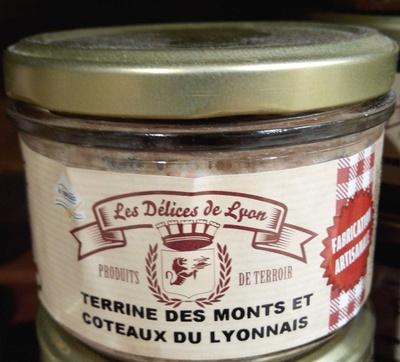 Les Délices de Lyon
PRODUITS DE TERROIR
TERRINE DES MONTS ET
COTEAUX DU LYONNAIS
FABRICATION
ARTISANALE